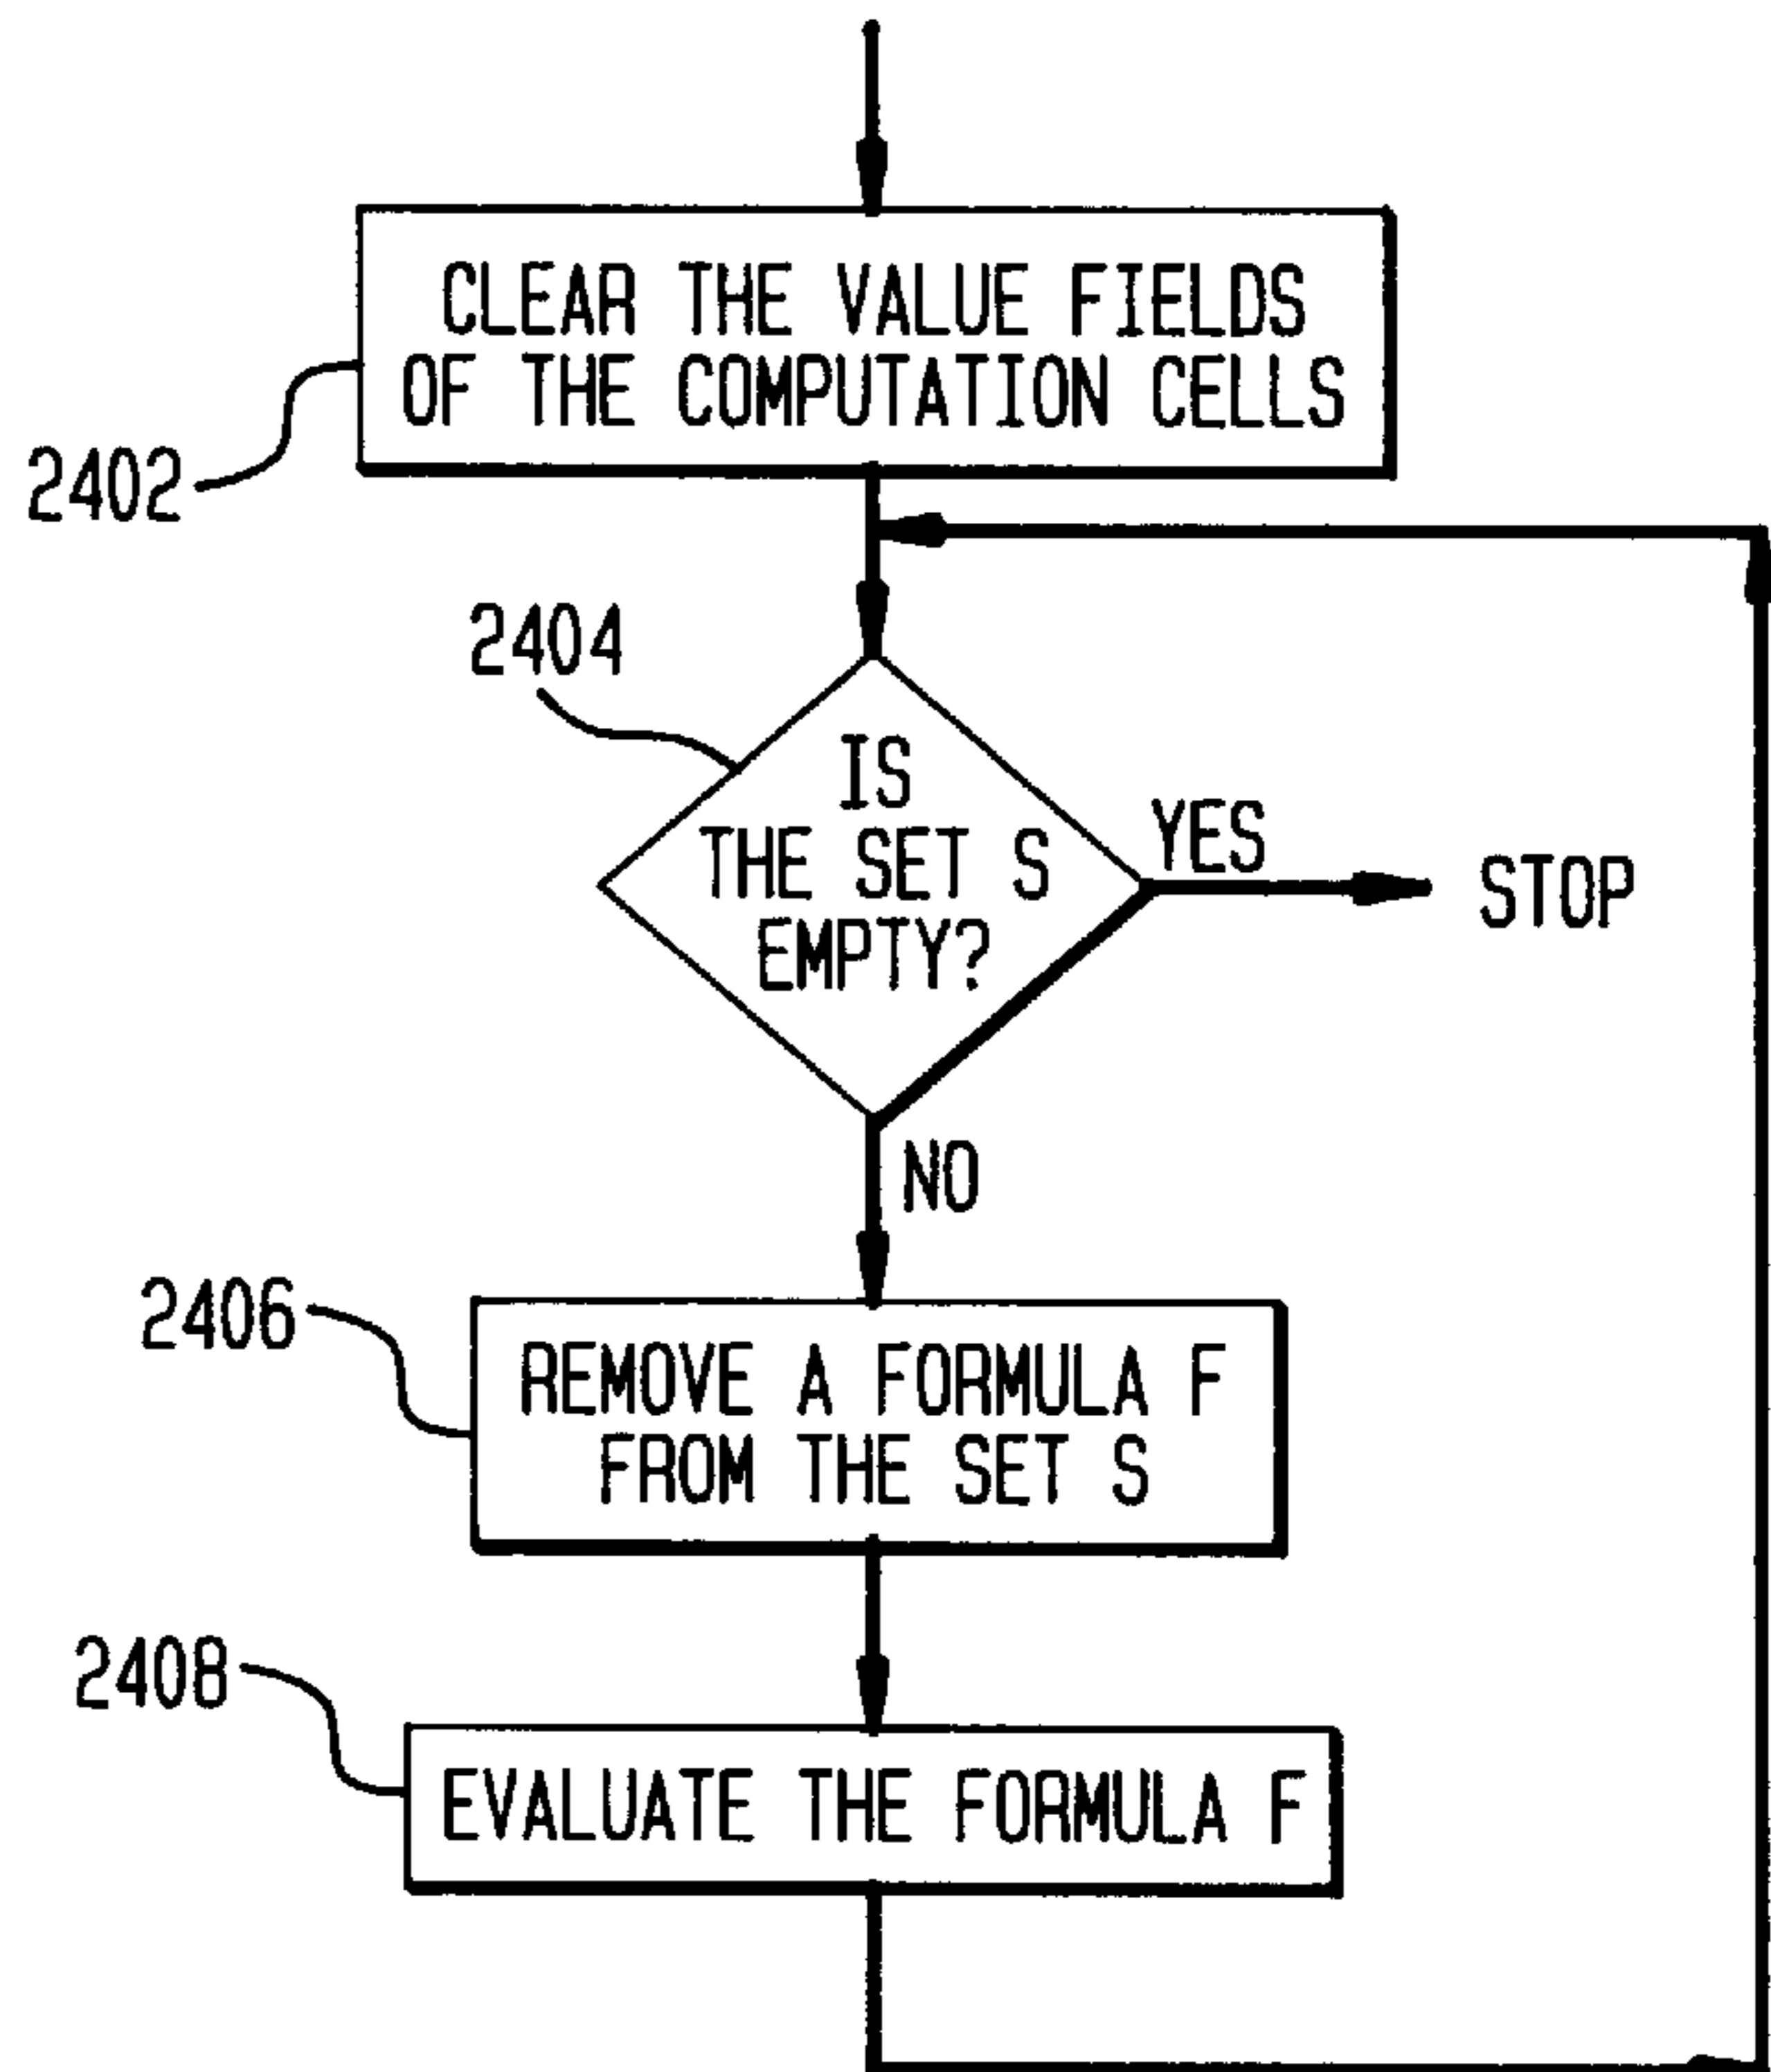 CLEAR THE VALUE FIELDS
OF THE COMPUTATION CELLS
2402
2404
IS
THE SET S
EMPTY?
YES
STOP
NO
2406
REMOVE A FORMULA F
FROM THE SET S
2408
EVALUATE THE FORMULA F